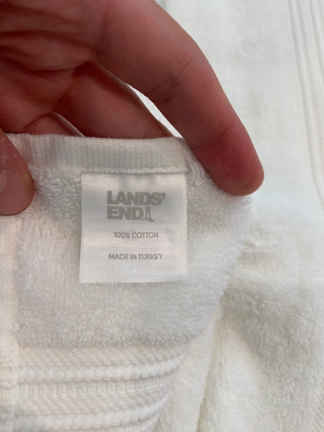 LANDS'
END
100% COTTON
MADE IN TURKEY